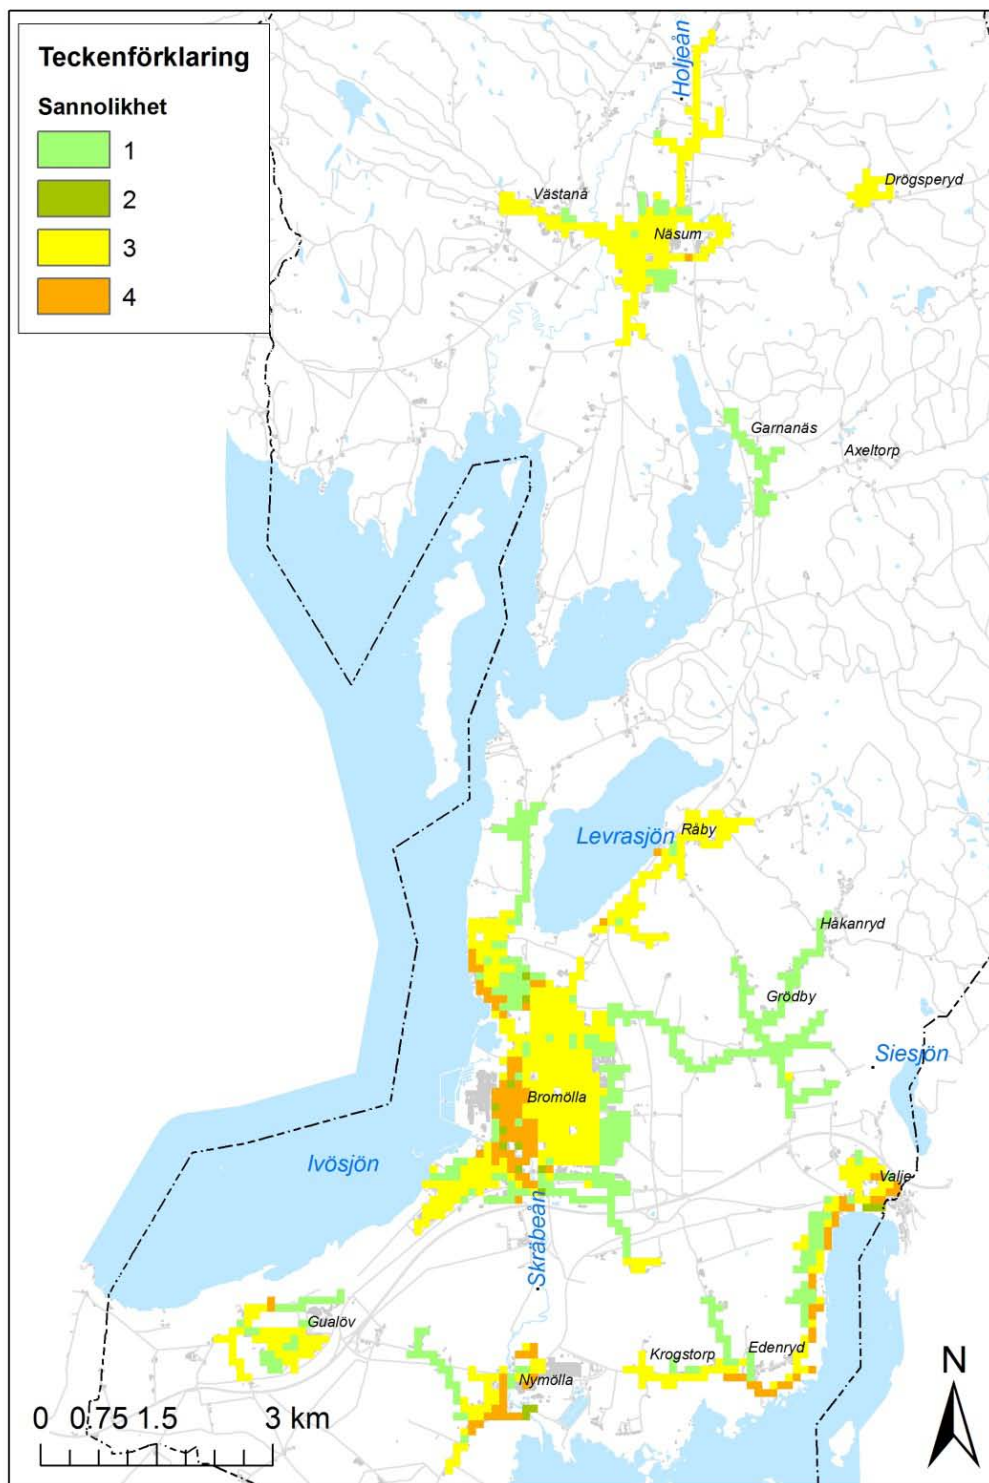 Teckenförklaring
Sannolikhet
1
2
3
4
Holjeån
Västanå
Drögsperyd
Näsum
Garnanäs
Axeltorp
Levrasjön
Råby
Håkanryd
Grödby
Siesjön
Bromölla
Ivösjön
Valje
Skräbeån
Gualöv
Krogstorp
Edenryd
Nymölla
N
0 0.75 1.5 3 km